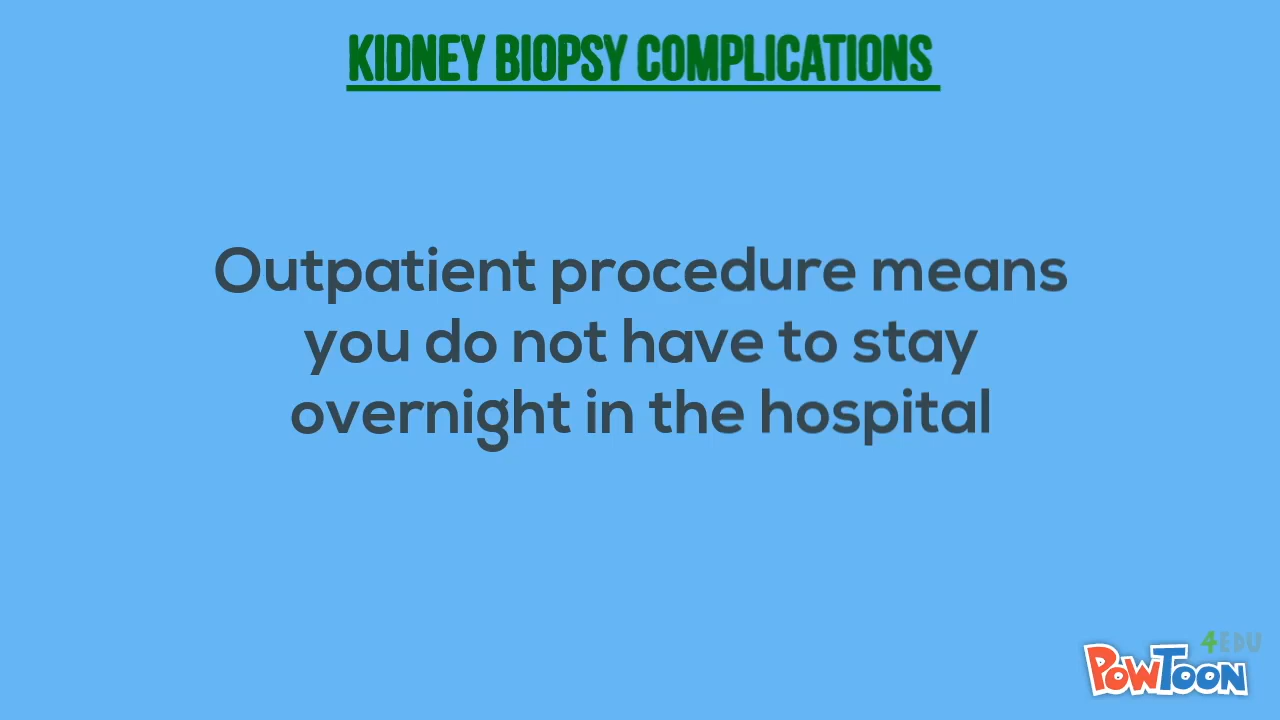 KIDNEY BIOPSY COMPLICATIONS
Outpatient procedure means
you do not have to stay
overnight in the hospital
4EDU
POWTOON